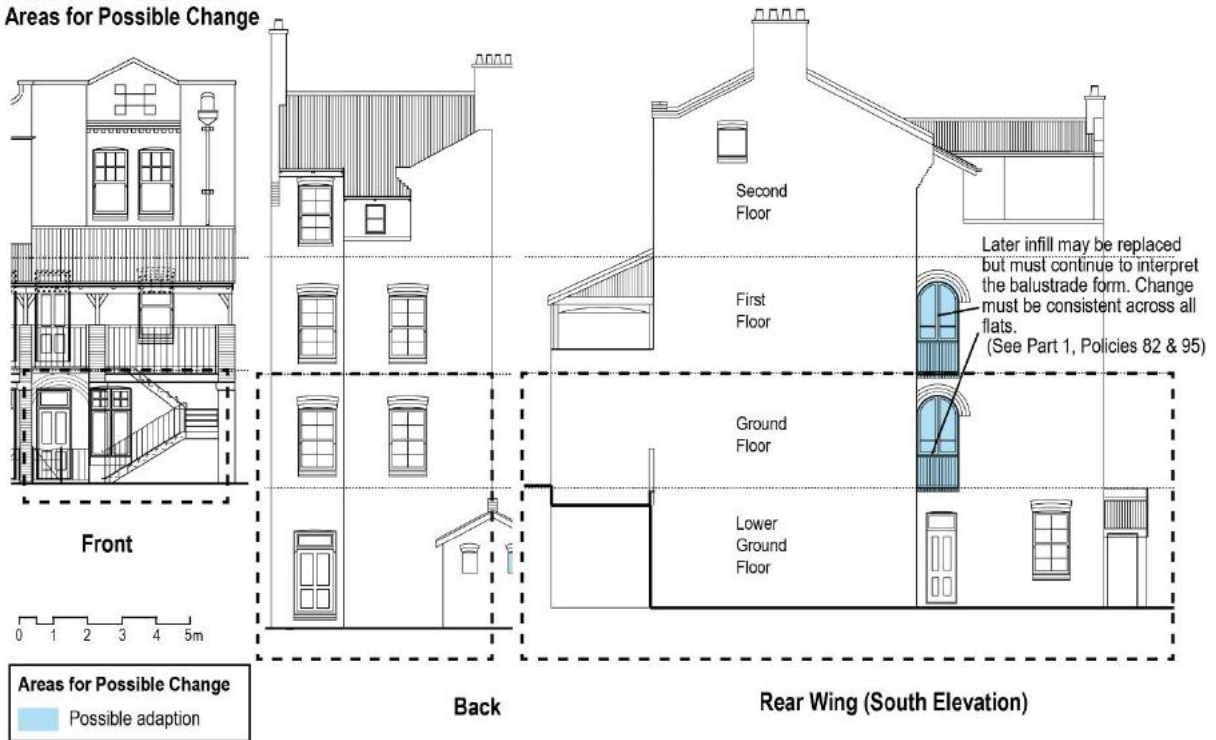 Areas for Possible Change
Second
Floor
Later infill may be replaced
but must continue to interpret
the balustrade form. Change
must be consistent across all
flats.
(See Part 1, Policies 82 & 95)
First
Floor
Ground
Floor
Lower
Ground
Floor
Front
0 1 2 3 4 5m
Areas for Possible Change
Possible adaption
Back
Rear Wing (South Elevation)